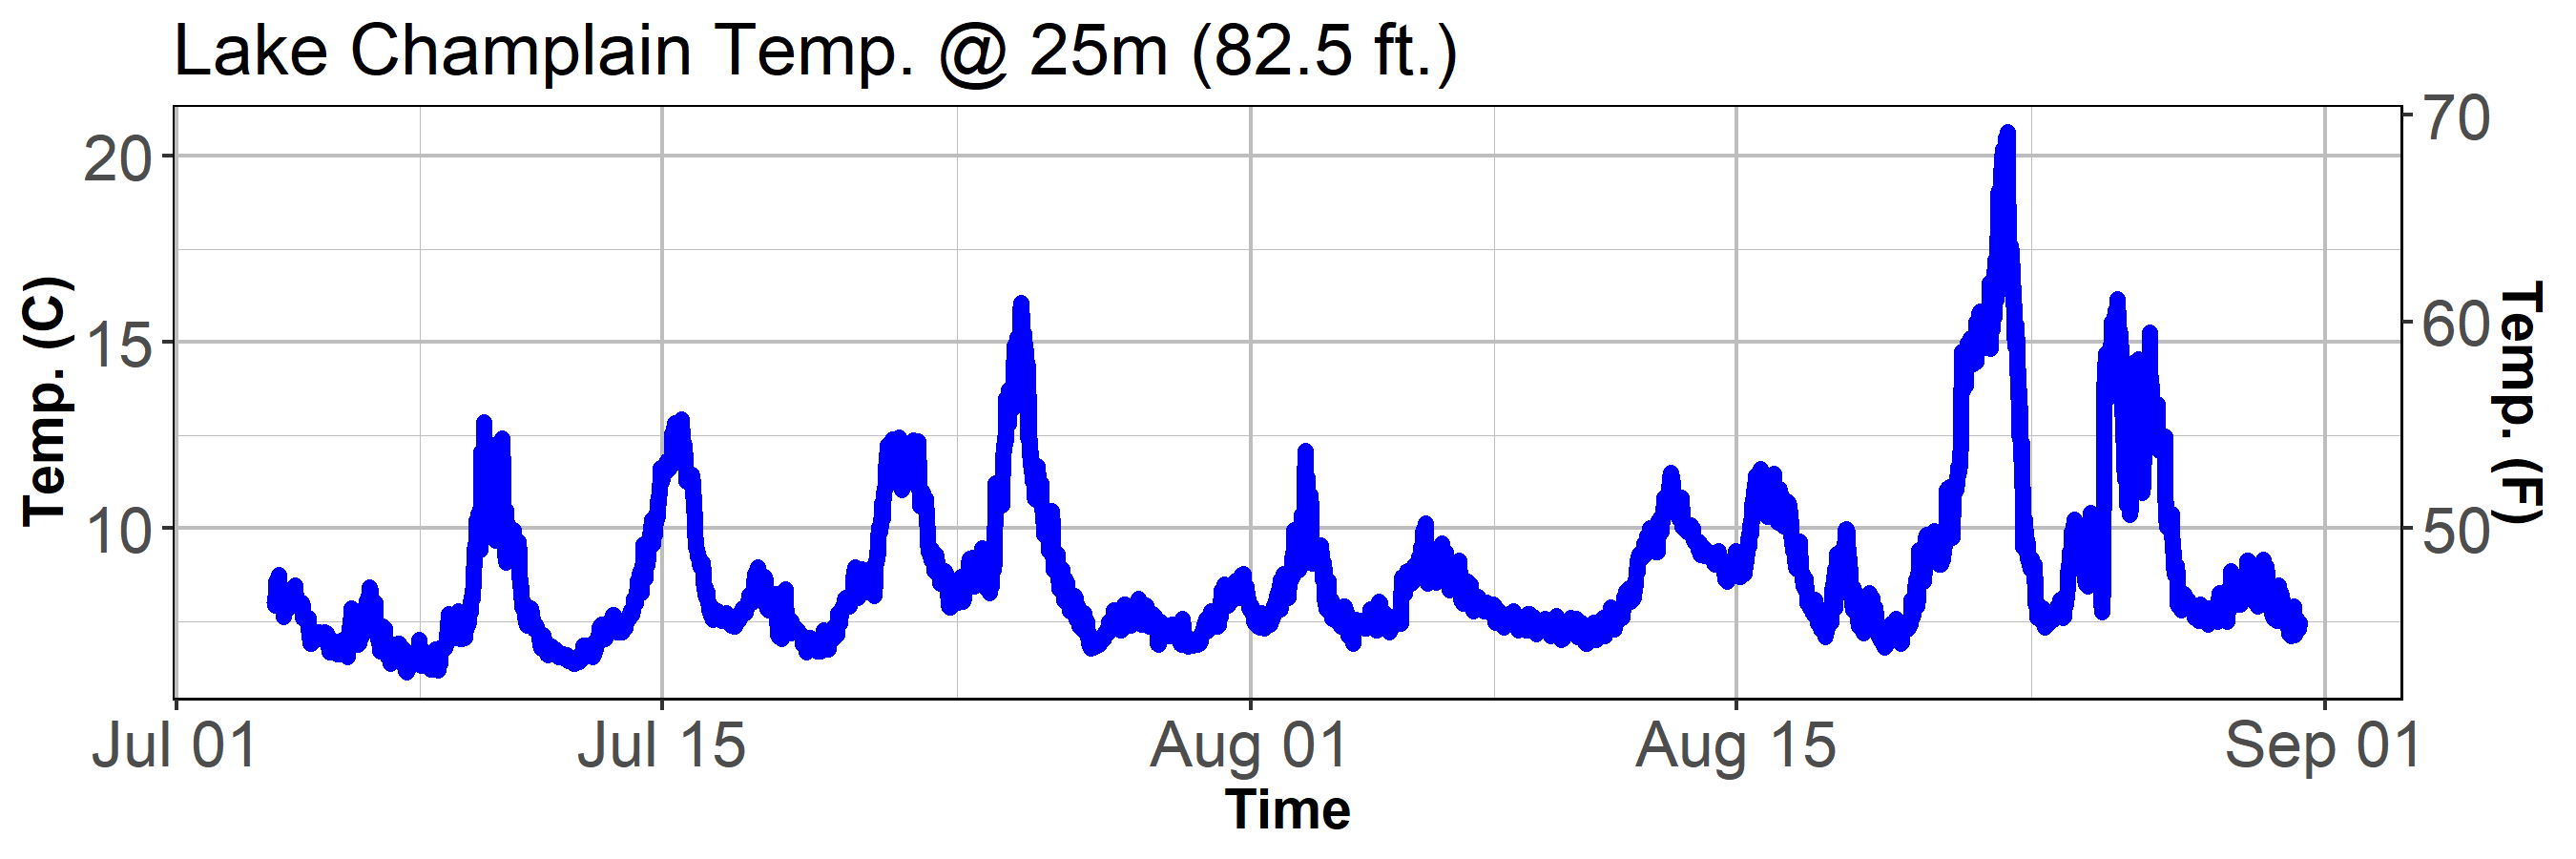 Lake Champlain Temp. @ 25m (82.5 ft.)
Temp. (C)
20
15
10
70
60
50
Temp. (F)
Jul 01 Jul 15 Aug 01 Aug 15 Sep 01
Time